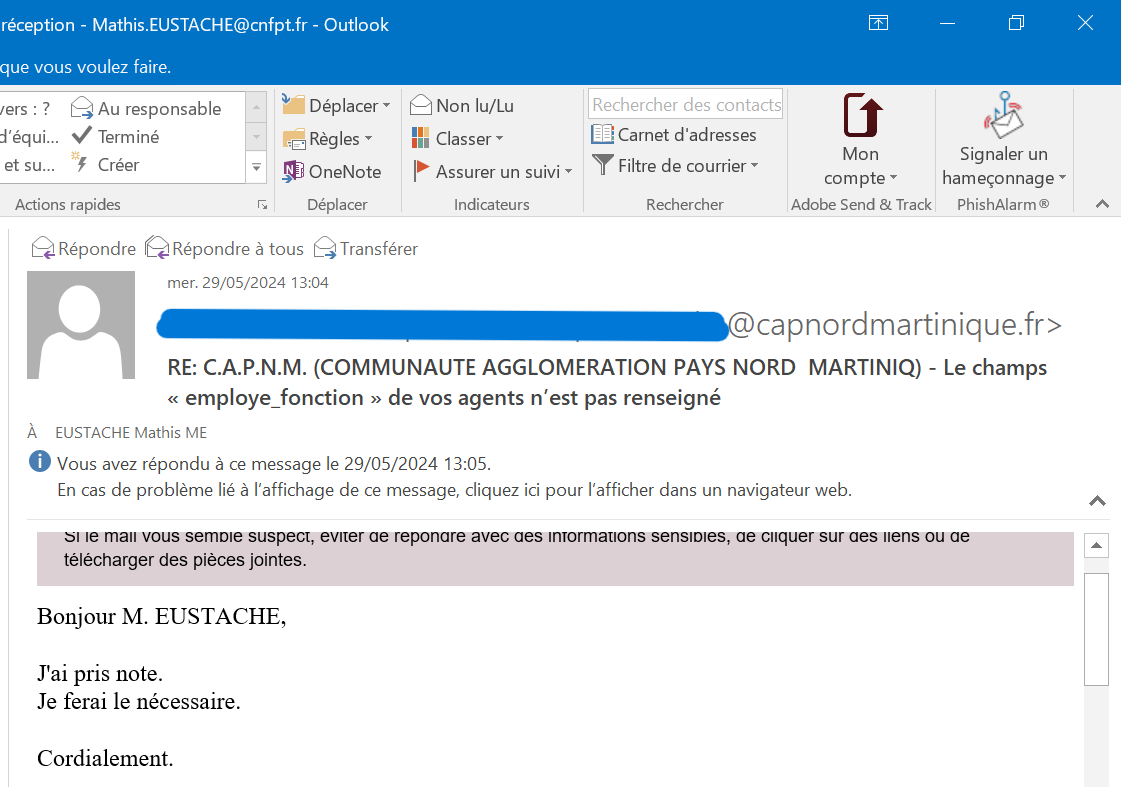 réception - Mathis.EUSTACHE@cnfpt.fr - Outlook
que vous voulez faire.
vers : ? Au responsable
d'équi... Terminé
et su... Créer
Actions rapides
Déplacer
Règles
OneNote
Déplacer
Non lu/Lu
Classer
Assurer un suivi
Indicateurs
Rechercher des contacts
Carnet d'adresses
Filtre de courrier
Rechercher
Mon
compte
Adobe Send & Track
Signaler un
hameçonnage
PhishAlarm®
Répondre Répondre à tous Transférer
mer. 29/05/2024 13:04
@capnordmartinique.fr>
RE: C.A.P.N.M. (COMMUNAUTE AGGLOMERATION PAYS NORD MARTINIQ) - Le champs
« employe_fonction » de vos agents n'est pas renseigné
À EUSTACHE Mathis ME
Vous avez répondu à ce message le 29/05/2024 13:05.
En cas de problème lié à l'affichage de ce message, cliquez ici pour l'afficher dans un navigateur web.
Si le mail vous semble suspect, éviter de répondre avec des informations sensibles, de cliquer sur des liens ou de
télécharger des pièces jointes.
Bonjour M. EUSTACHE,
J'ai pris note.
Je ferai le nécessaire.
Cordialement.